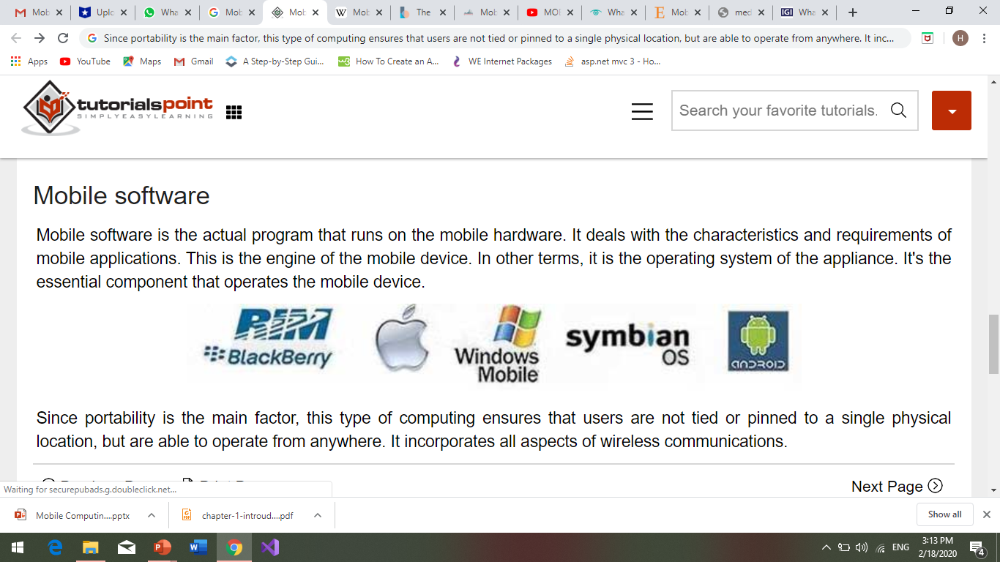 Mob
Uplo
Wha
Mob
Mob
W Mob
The
Mob
MO
Wha
E Mob
med
IGI Wha
Since portability is the main factor, this type of computing ensures that users are not tied or pinned to a single physical location, but are able to operate from anywhere. It inc...
H
Apps
YouTube
Maps
Gmail
A Step-by-Step Gui...
How To Create an A...
WE Internet Packages
asp.net mvc 3 - Ho...
tutorialspoint
SIMPLYEASYLEARNING
Search your favorite tutorials.
Mobile software
Mobile software is the actual program that runs on the mobile hardware. It deals with the characteristics and requirements of
mobile applications. This is the engine of the mobile device. In other terms, it is the operating system of the appliance. It's the
essential component that operates the mobile device.
RIM
BlackBerry
Windows
Mobile
symbian
OS
ANDROID
Since portability is the main factor, this type of computing ensures that users are not tied or pinned to a single physical
location, but are able to operate from anywhere. It incorporates all aspects of wireless communications.
Next Page
Waiting for securepubads.g.doubleclick.net...
Mobile Computin....pptx
chapter-1-introud....pdf
Show all
ENG
3:13 PM
2/18/2020
4